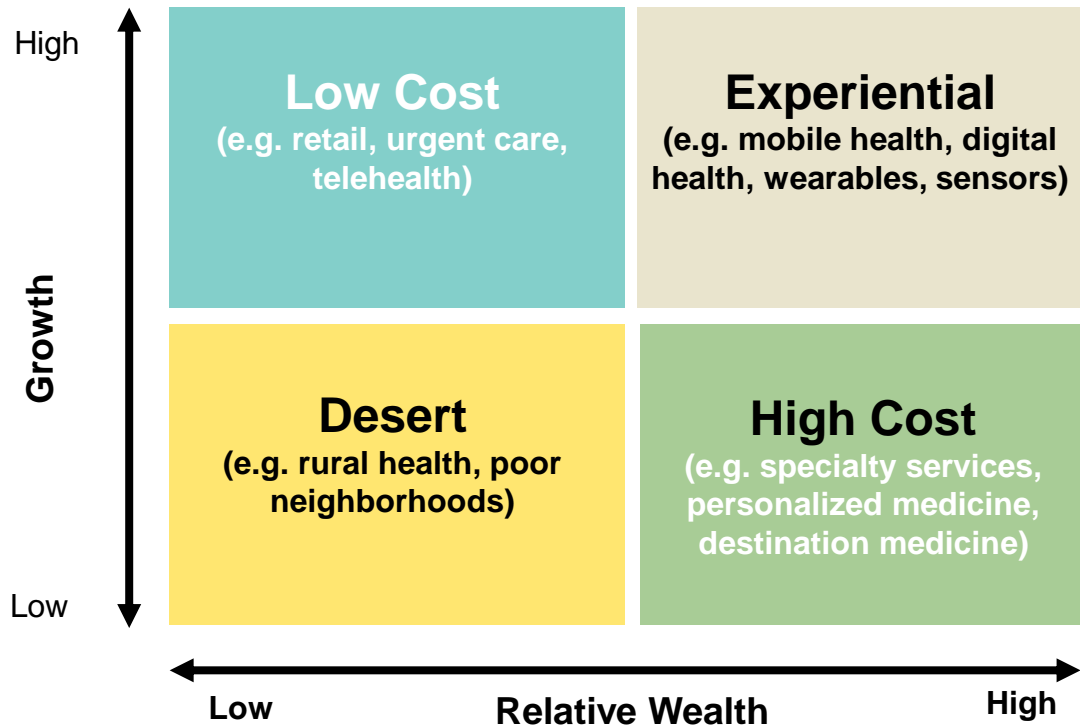 High
Low Cost
(e.g. retail, urgent care,
telehealth)
Experiential
(e.g. mobile health, digital
health, wearables, sensors)
Growth
Desert
(e.g. rural health, poor
neighborhoods)
High Cost
(e.g. specialty services,
personalized medicine,
destination medicine)
Low
Low
Relative Wealth
High